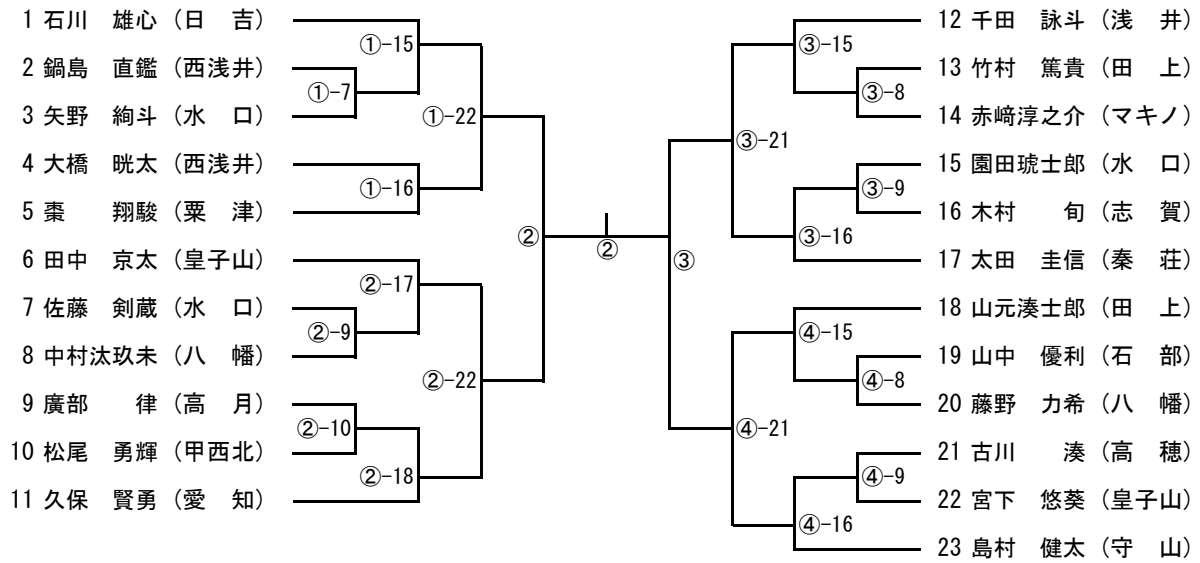 1 石川　雄心（日　吉）
2 鍋島　直鑑（西浅井）
3 矢野　絢斗（水　口）
4 大橋　晄太（西浅井）
5 棗　　翔駿（粟　津）
6 田中　京太（皇子山）
7 佐藤　剣蔵（水　口）
8 中村汰玖未（八　幡）
9 廣部　　律（高　月）
10 松尾　勇輝（甲西北）
11 久保　賢勇（愛　知）
①-15
①-7
①-22
①-16
②-17
②-9
②-22
②-10
②-18
②
②
③
③-15
③-8
③-21
③-9
③-16
④-15
④-8
④-21
④-9
④-16
12 千田　詠斗（浅　井）
13 竹村　篤貴（田　上）
14 赤﨑淳之介（マキノ）
15 園田琥士郎（水　口）
16 木村　　旬（志　賀）
17 太田　圭信（秦　荘）
18 山元湊士郎（田　上）
19 山中　優利（石　部）
20 藤野　力希（八　幡）
21 古川　　湊（高　穂）
22 宮下　悠葵（皇子山）
23 島村　健太（守　山）